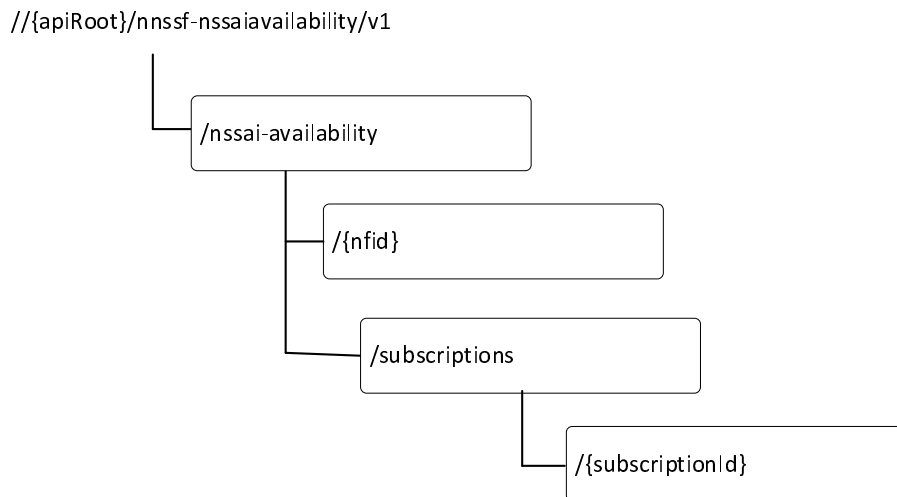 //{apiRoot}/nnssf-nssaiavailability/v1
/nssai-availability
/{nfid}
/subscriptions
/{subscriptionId}